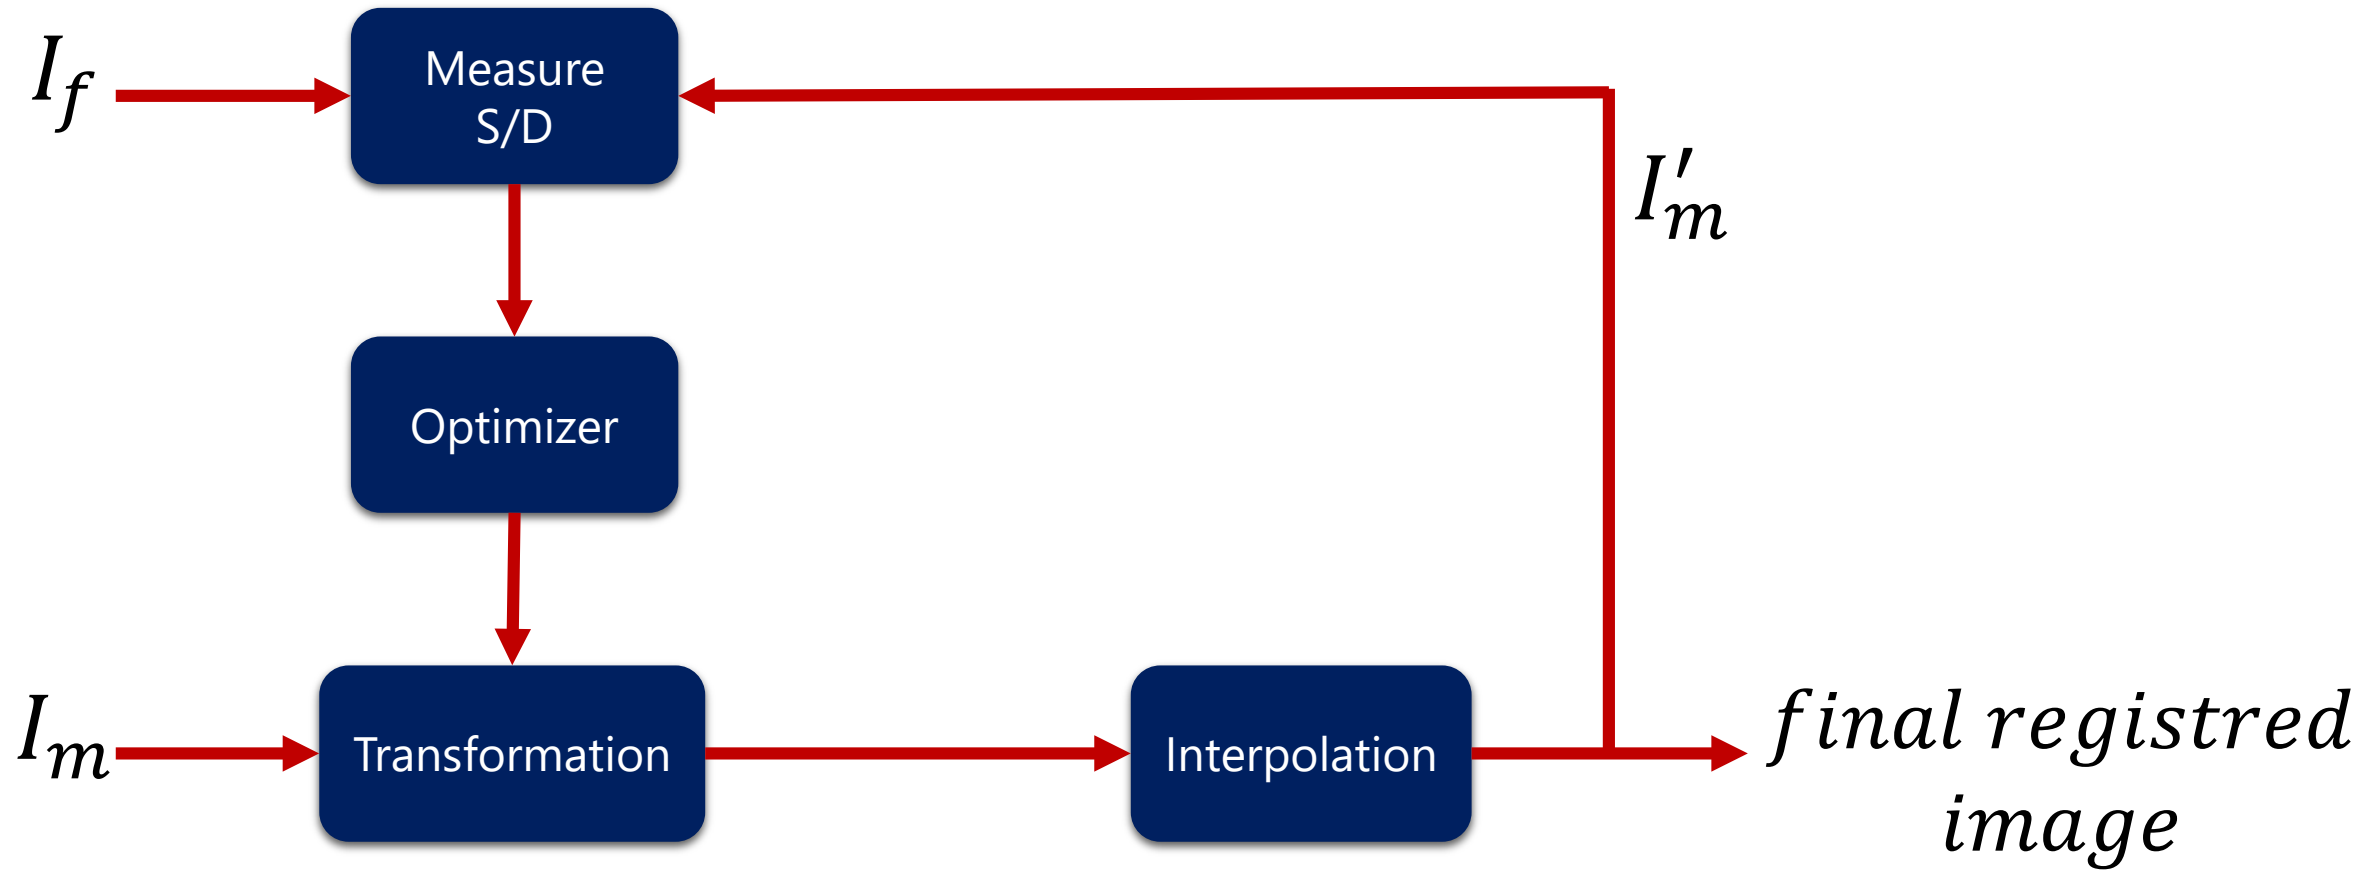 I_f
Measure
S/D
I'_m
Optimizer
I_m
Transformation
Interpolation
final registred
image